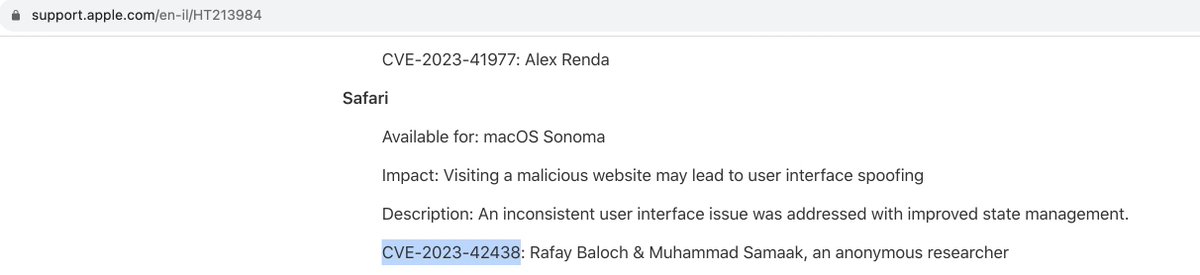 support.apple.com/en-il/HT213984
CVE-2023-41977: Alex Renda
Safari
Available for: macOS Sonoma
Impact: Visiting a malicious website may lead to user interface spoofing
Description: An inconsistent user interface issue was addressed with improved state management.
CVE-2023-42438: Rafay Baloch & Muhammad Samaak, an anonymous researcher